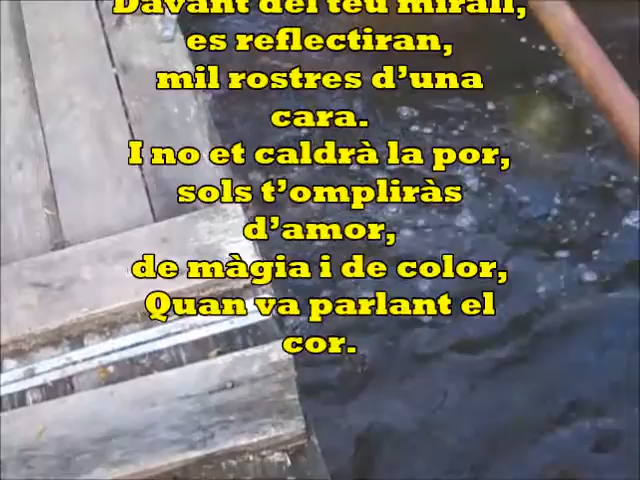 Davant del teu mirall,
es reflectiran,
mil rostres d’una
cara.
I no et caldrà la por,
sols t’ompliràs
d’amor,
de màgia i de color,
Quan va parlant el
cor.